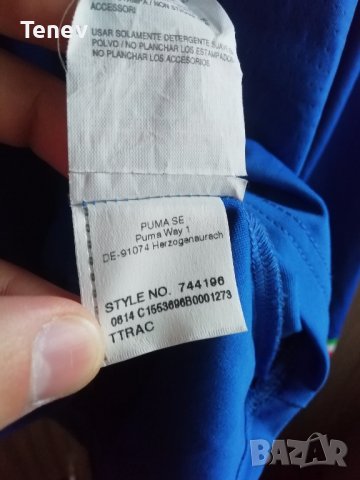 Tenev
ACCESSORI
USAR SOLAMENTE DETERGENTE SUAVE
POLVO / NO PLANCHAR LOS ESTAMPADOS
NO PLANCHAR LOS ACCESORIOS
PUMA SE
Puma Way 1
DE-91074 Herzogenaurach
STYLE NO. 744196
0614 C1553696B0001273
TTRAC
BAZAR